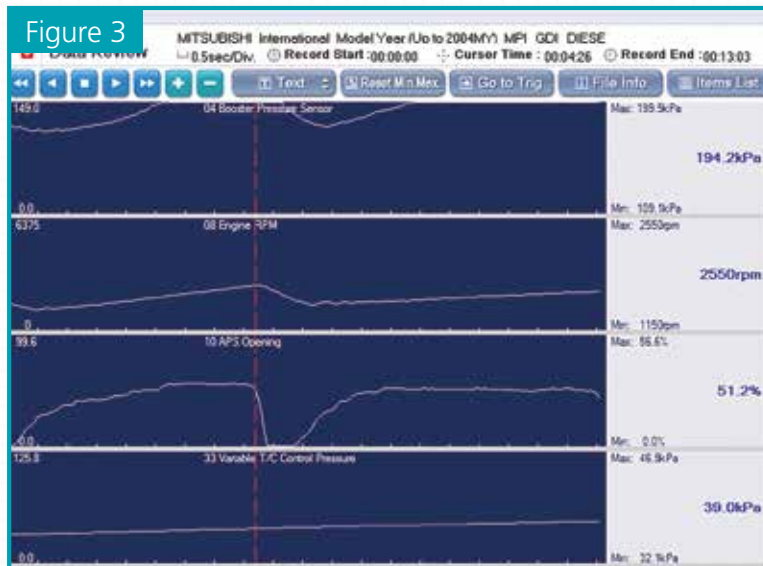 Figure 3
MITSUBISHI International Model Year (Up to 2004MY) MPI GDI DIESE
Data Review 0.5sec/Div. Record Start :00:00:00 Cursor Time : 00:04:26 Record End :00:13:03
Text Reset Min.Max. Go to Trig File Info Items List
149.0 04 Booster Pressure Sensor Max: 199.9kPa
194.2kPa
0.0 Min: 109.1kPa
6375 08 Engine RPM Max: 2550rpm
2550rpm
0 Min: 1150rpm
99.6 10 APS Opening Max: 56.6%
51.2%
0.0 Min: 0.0%
125.8 33 Variable T/C Control Pressure Max: 46.9kPa
39.0kPa
0.0 Min: 32.1kPa